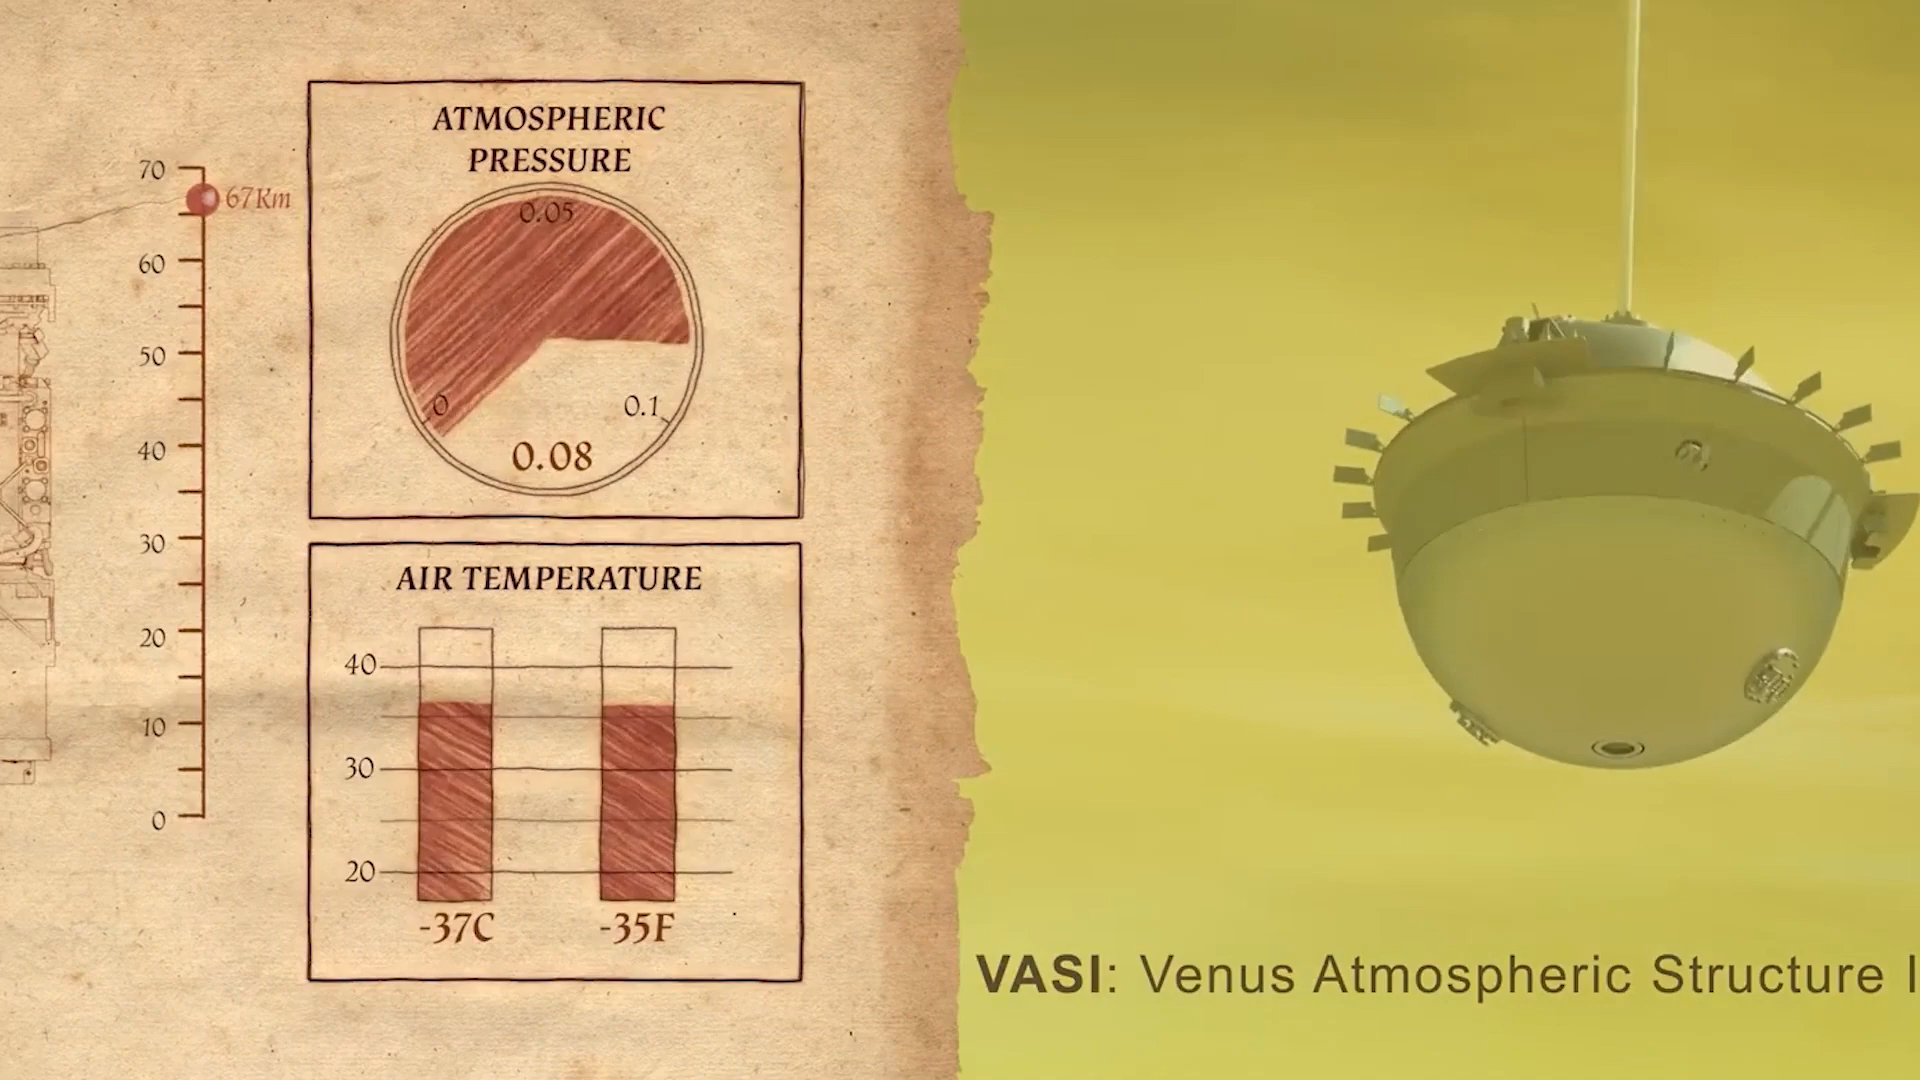 70
67Km
60
50
40
30
20
10
0
ATMOSPHERIC
PRESSURE
0.05
0
0.1
0.08
AIR TEMPERATURE
40
30
20
-37C
-35F
VASI: Venus Atmospheric Structure